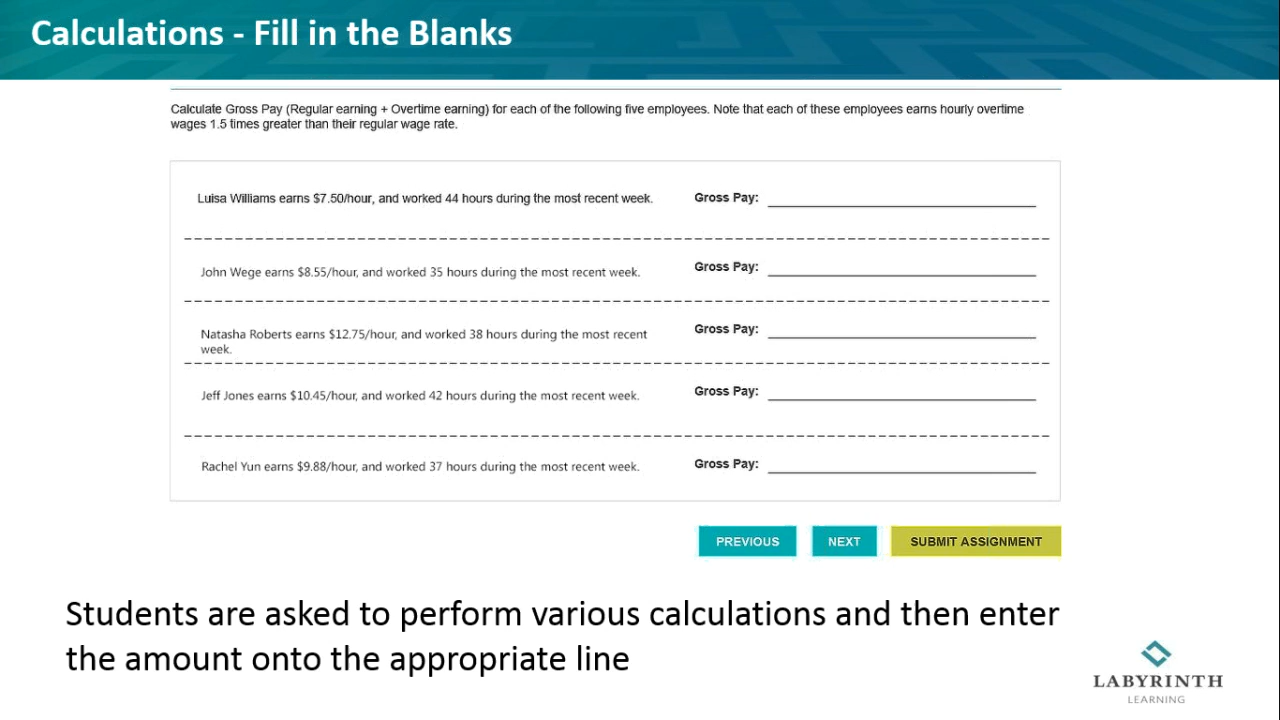 Calculations - Fill in the Blanks
Calculate Gross Pay (Regular earning + Overtime earning) for each of the following five employees. Note that each of these employees earns hourly overtime
wages 1.5 times greater than their regular wage rate.
Luisa Williams earns $7.50/hour, and worked 44 hours during the most recent week.
Gross Pay:
John Wege earns $8.55/hour, and worked 35 hours during the most recent week.
Gross Pay:
Natasha Roberts earns $12.75/hour, and worked 38 hours during the most recent
week.
Gross Pay:
Jeff Jones earns $10.45/hour, and worked 42 hours during the most recent week.
Gross Pay:
Rachel Yun earns $9.88/hour, and worked 37 hours during the most recent week.
Gross Pay:
PREVIOUS
NEXT
SUBMIT ASSIGNMENT
Students are asked to perform various calculations and then enter
the amount onto the appropriate line
LABYRINTH
LEARNING